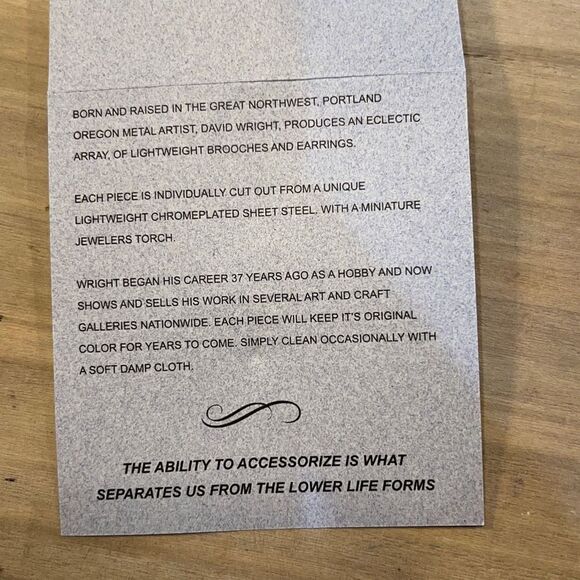 BORN AND RAISED IN THE GREAT NORTHWEST, PORTLAND
OREGON METAL ARTIST, DAVID WRIGHT, PRODUCES AN ECLECTIC
ARRAY, OF LIGHTWEIGHT BROOCHES AND EARRINGS.
EACH PIECE IS INDIVIDUALLY CUT OUT FROM A UNIQUE
LIGHTWEIGHT CHROMEPLATED SHEET STEEL. WITH A MINIATURE
JEWELERS TORCH.
WRIGHT BEGAN HIS CAREER 37 YEARS AGO AS A HOBBY AND NOW
SHOWS AND SELLS HIS WORK IN SEVERAL ART AND CRAFT
GALLERIES NATIONWIDE. EACH PIECE WILL KEEP IT'S ORIGINAL
COLOR FOR YEARS TO COME. SIMPLY CLEAN OCCASIONALLY WITH
A SOFT DAMP CLOTH.
THE ABILITY TO ACCESSORIZE IS WHAT
SEPARATES US FROM THE LOWER LIFE FORMS